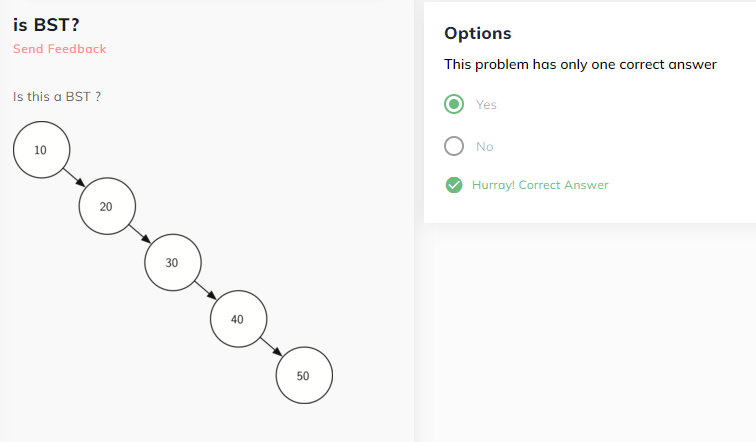 is BST?
Send Feedback
Is this a BST ?
10
20
30
40
50
Options
This problem has only one correct answer
Yes
No
Hurray! Correct Answer